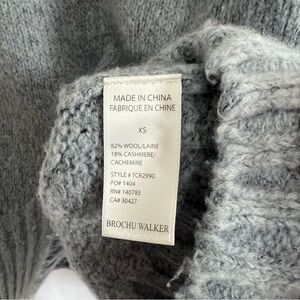 MADE IN CHINA
FABRIQUE EN CHINE
XS
82% WOOL/LAINE
18% CASHMERE/
CACHEMIRE
STYLE # TCR2990
PO# 1404
RN# 140785
CA# 30427
BROCHU WALKER